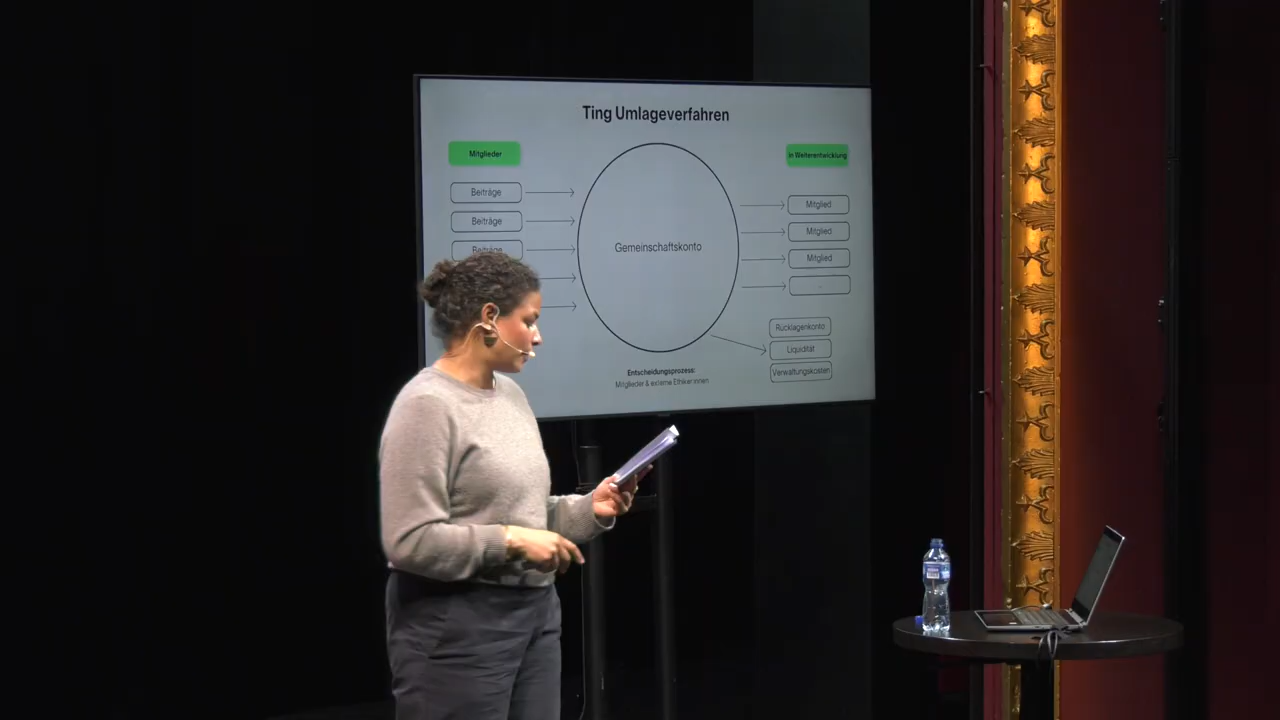 Ting Umlageverfahren
Mitglieder
In Weiterentwicklung
Beiträge
Beiträge
Beiträge
Gemeinschaftskonto
Mitglied
Mitglied
Mitglied
Rücklagenkonto
Liquidität
Verwaltungskosten
Entscheidungsprozess:
Mitglieder & externe Ethiker:innen